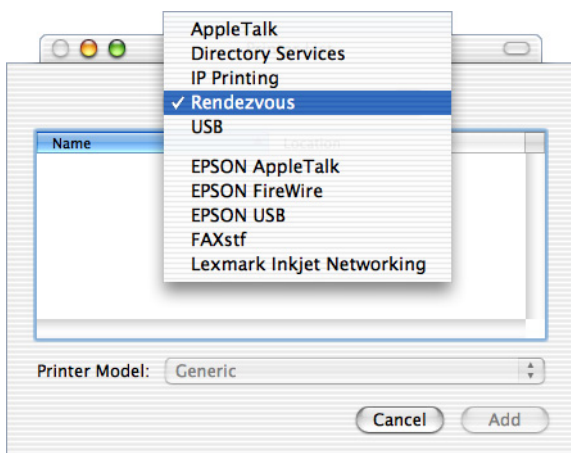 AppleTalk
Directory Services
IP Printing
✓ Rendezvous
USB
Name Location
EPSON AppleTalk
EPSON FireWire
EPSON USB
FAXstf
Lexmark Inkjet Networking
Printer Model: Generic
Cancel Add